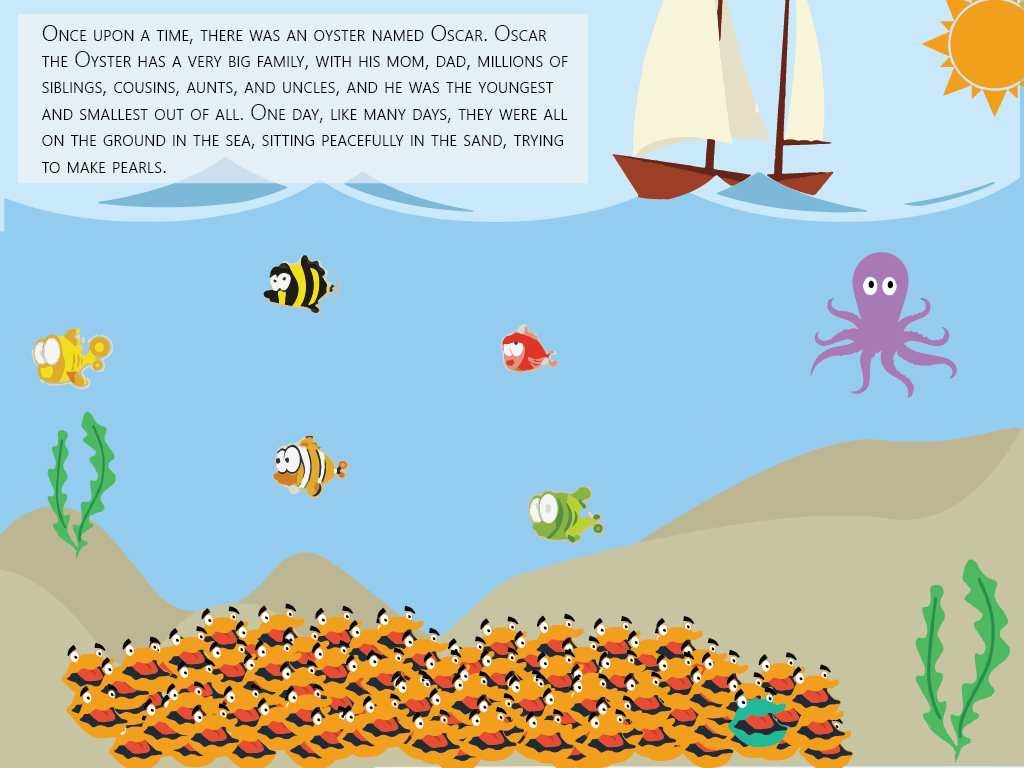 Once upon a time, there was an oyster named Oscar. Oscar
the Oyster has a very big family, with his mom, dad, millions of
siblings, cousins, aunts, and uncles, and he was the youngest
and smallest out of all. One day, like many days, they were all
on the ground in the sea, sitting peacefully in the sand, trying
to make pearls.